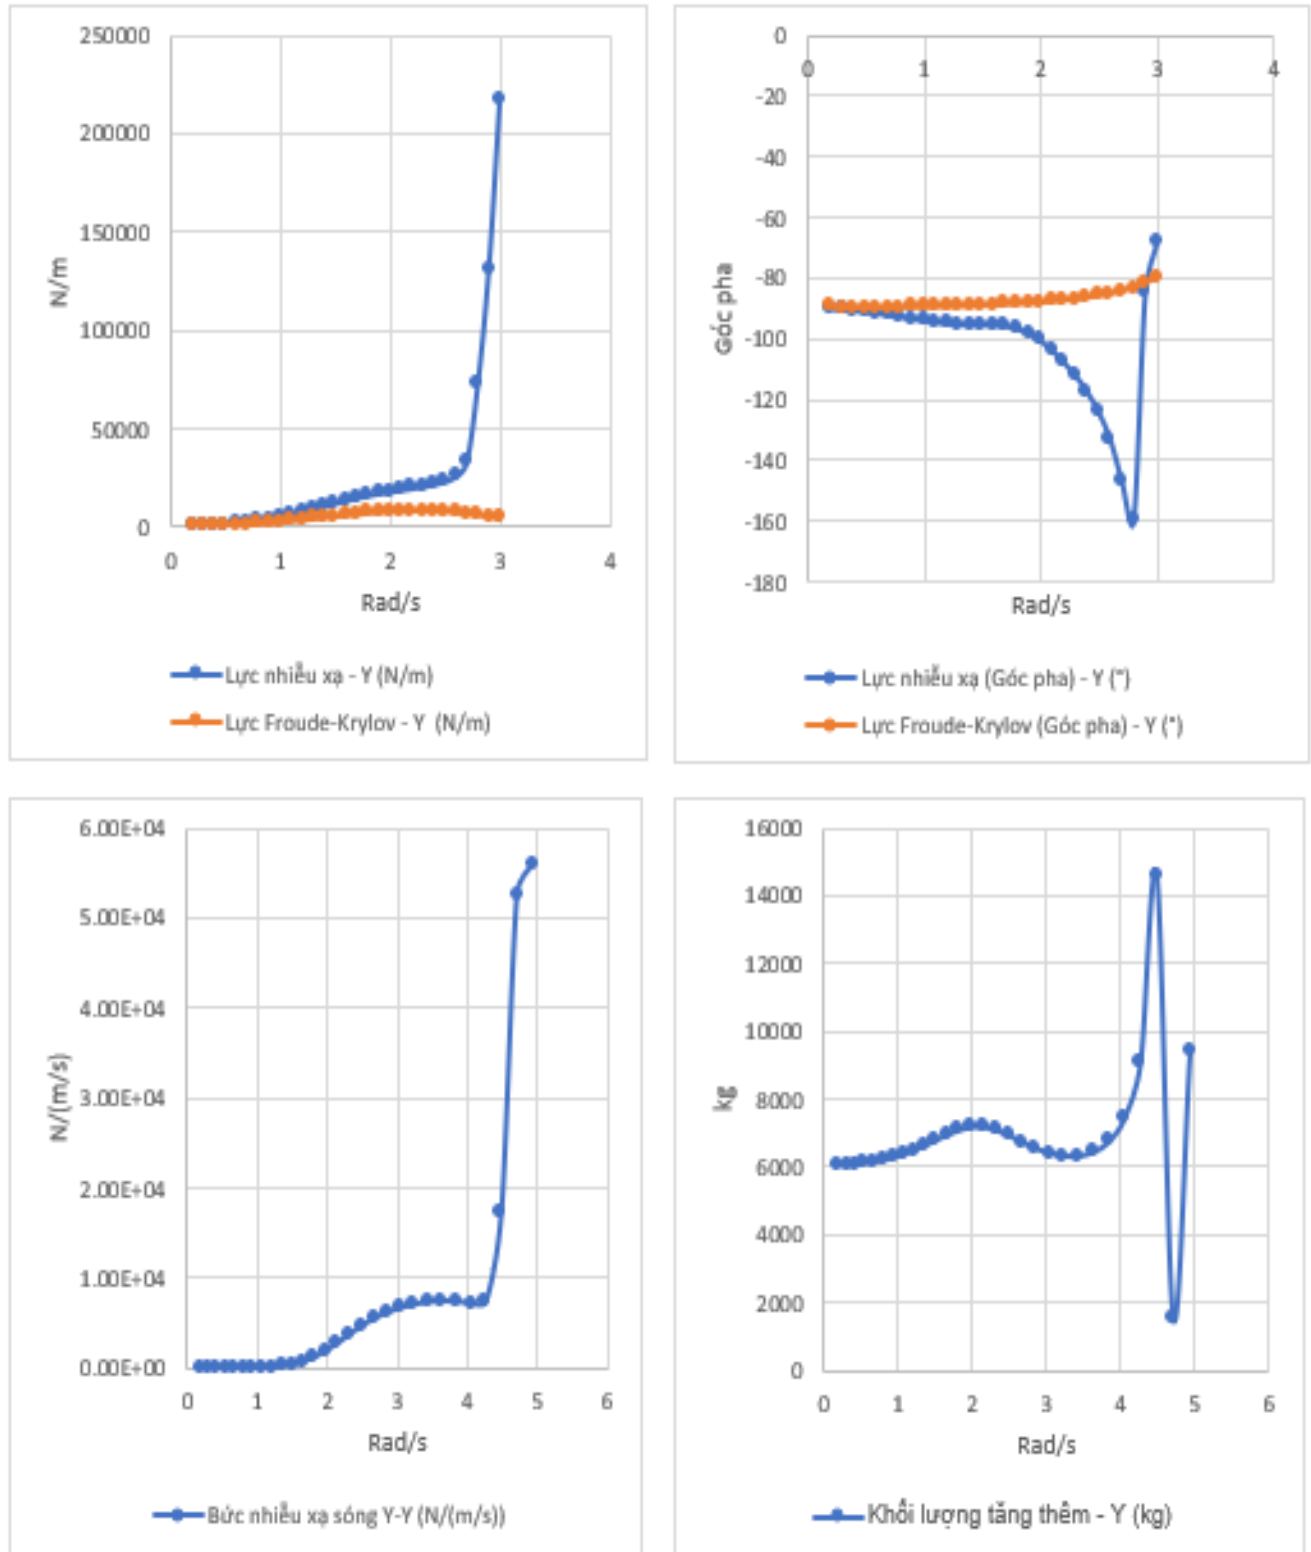 250000
200000
150000
100000
50000
0
N/m
0 1 2 3 4
Rad/s
Lực nhiễu xạ - Y (N/m)
Lực Froude-Krylov - Y (N/m)
0
-20
-40
-60
-80
-100
-120
-140
-160
-180
Góc pha
0 1 2 3 4
Rad/s
Lực nhiễu xạ (Góc pha) - Y (°)
Lực Froude-Krylov (Góc pha) - Y (°)
6.00E+04
5.00E+04
4.00E+04
3.00E+04
2.00E+04
1.00E+04
0.00E+00
N/(m/s)
0 1 2 3 4 5 6
Rad/s
Bức nhiễu xạ sóng Y-Y (N/(m/s))
16000
14000
12000
10000
8000
6000
4000
2000
0
kg
0 1 2 3 4 5 6
Rad/s
Khối lượng tăng thêm - Y (kg)